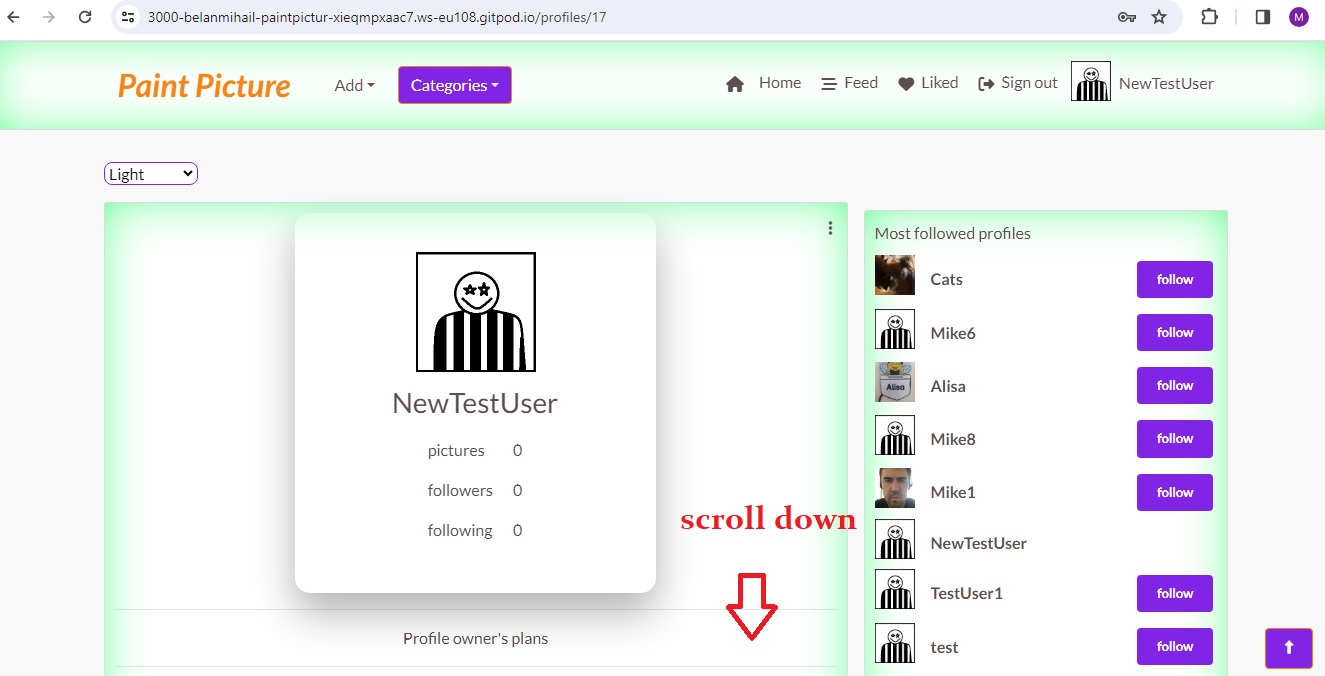 3000-belanmihail-paintpictur-xieqmpxaac7.ws-eu108.gitpod.io/profiles/17
M
Paint Picture
Add
Categories
Home
Feed
Liked
Sign out
NewTestUser
Light
NewTestUser
pictures 0
followers 0
following 0
scroll down
Profile owner's plans
Most followed profiles
Cats follow
Mike6 follow
Alisa
Alisa follow
Mike8 follow
Mike1 follow
NewTestUser
TestUser1 follow
test follow